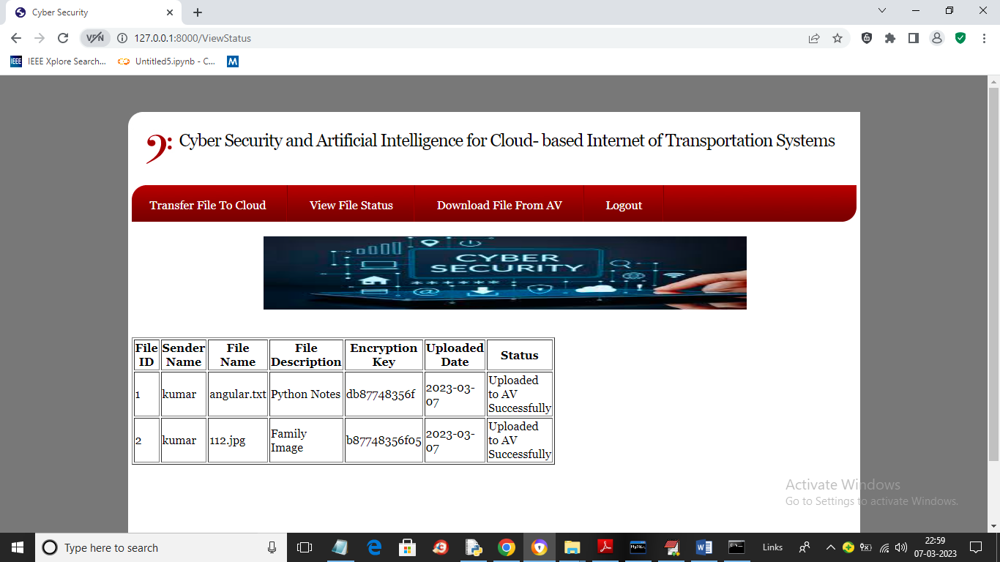 Cyber Security
VPN
127.0.0.1:8000/ViewStatus
IEEE IEEE Xplore Search... Untitled5.ipynb - C... M
Cyber Security and Artificial Intelligence for Cloud- based Internet of Transportation Systems
Transfer File To Cloud View File Status Download File From AV Logout
CYBER
SECURITY
File ID Sender Name File Name File Description Encryption Key Uploaded Date Status
1 kumar angular.txt Python Notes db87748356f 2023-03-07 Uploaded to AV Successfully
2 kumar 112.jpg Family Image b87748356f05 2023-03-07 Uploaded to AV Successfully
Activate Windows
Go to Settings to activate Windows.
Type here to search
Links
22:59
07-03-2023